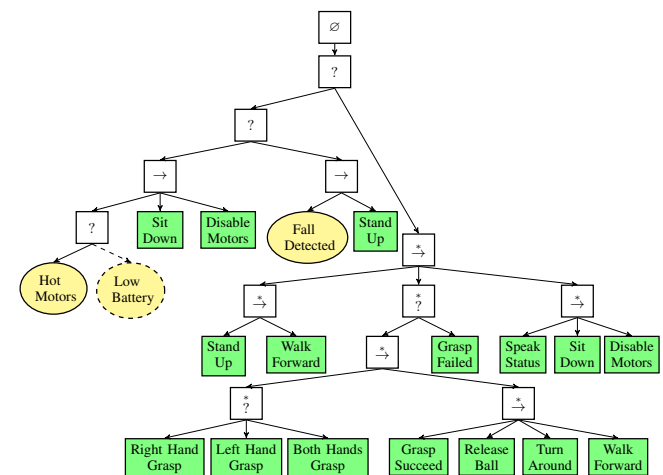 ∅
?
?
→
→
?
Sit
Down
Disable
Motors
Fall
Detected
Stand
Up
*
→
Hot
Motors
Low
Battery
*
→
*
?
*
→
Stand
Up
Walk
Forward
*
→
Grasp
Failed
Speak
Status
Sit
Down
Disable
Motors
*
?
*
→
Right Hand
Grasp
Left Hand
Grasp
Both Hands
Grasp
Grasp
Succeed
Release
Ball
Turn
Around
Walk
Forward